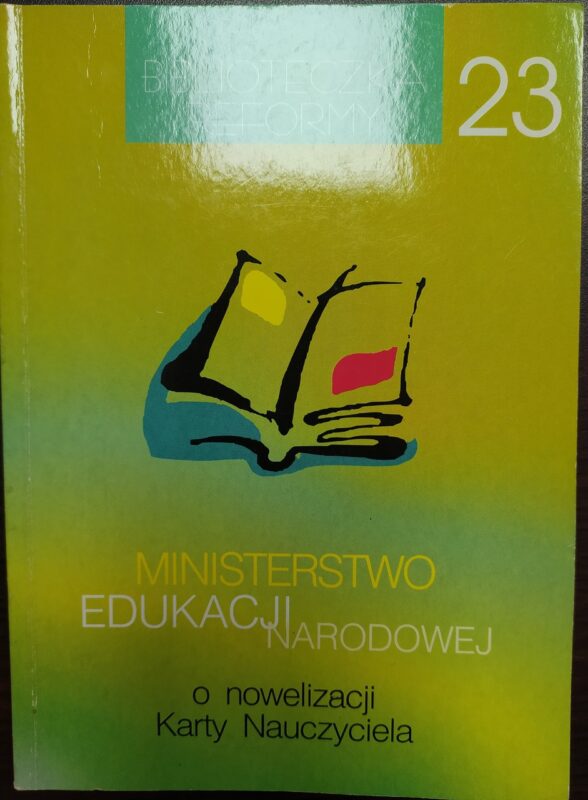 BIBLIOTECZKA
REFORMY
23
MINISTERSTWO
EDUKACJI
NARODOWEJ
o nowelizacji
Karty Nauczyciela